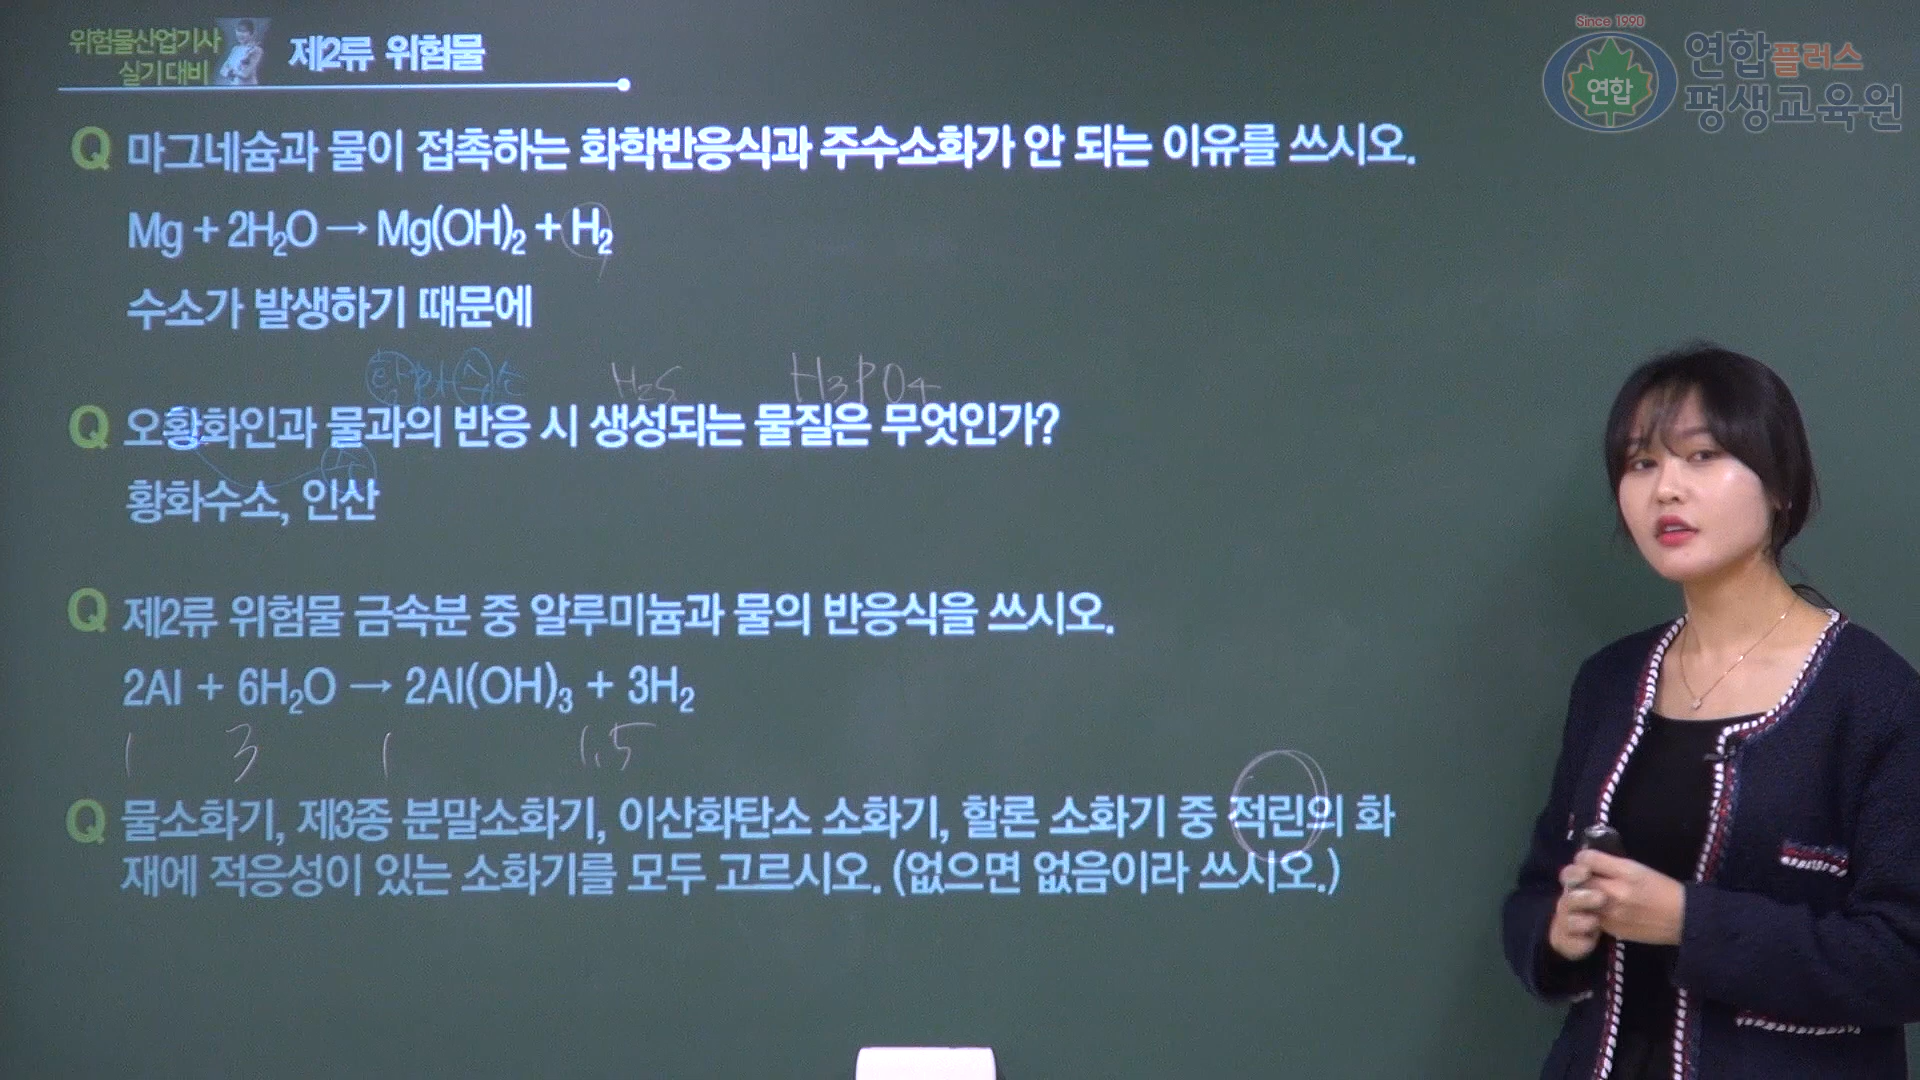 위험물산업기사
실기대비
제2류 위험물
Since 1990
연합
연합플러스
평생교육원
Q 마그네슘과 물이 접촉하는 화학반응식과 주수소화가 안 되는 이유를 쓰시오.
Mg + 2H₂O → Mg(OH)₂ + H₂
수소가 발생하기 때문에
H₂S H₃PO₄
Q 오황화인과 물과의 반응 시 생성되는 물질은 무엇인가?
황화수소, 인산
Q 제2류 위험물 금속분 중 알루미늄과 물의 반응식을 쓰시오.
2Al + 6H₂O → 2Al(OH)₃ + 3H₂
1 3 1 1.5
Q 물소화기, 제3종 분말소화기, 이산화탄소 소화기, 할론 소화기 중 적린의 화
재에 적응성이 있는 소화기를 모두 고르시오. (없으면 없음이라 쓰시오.)